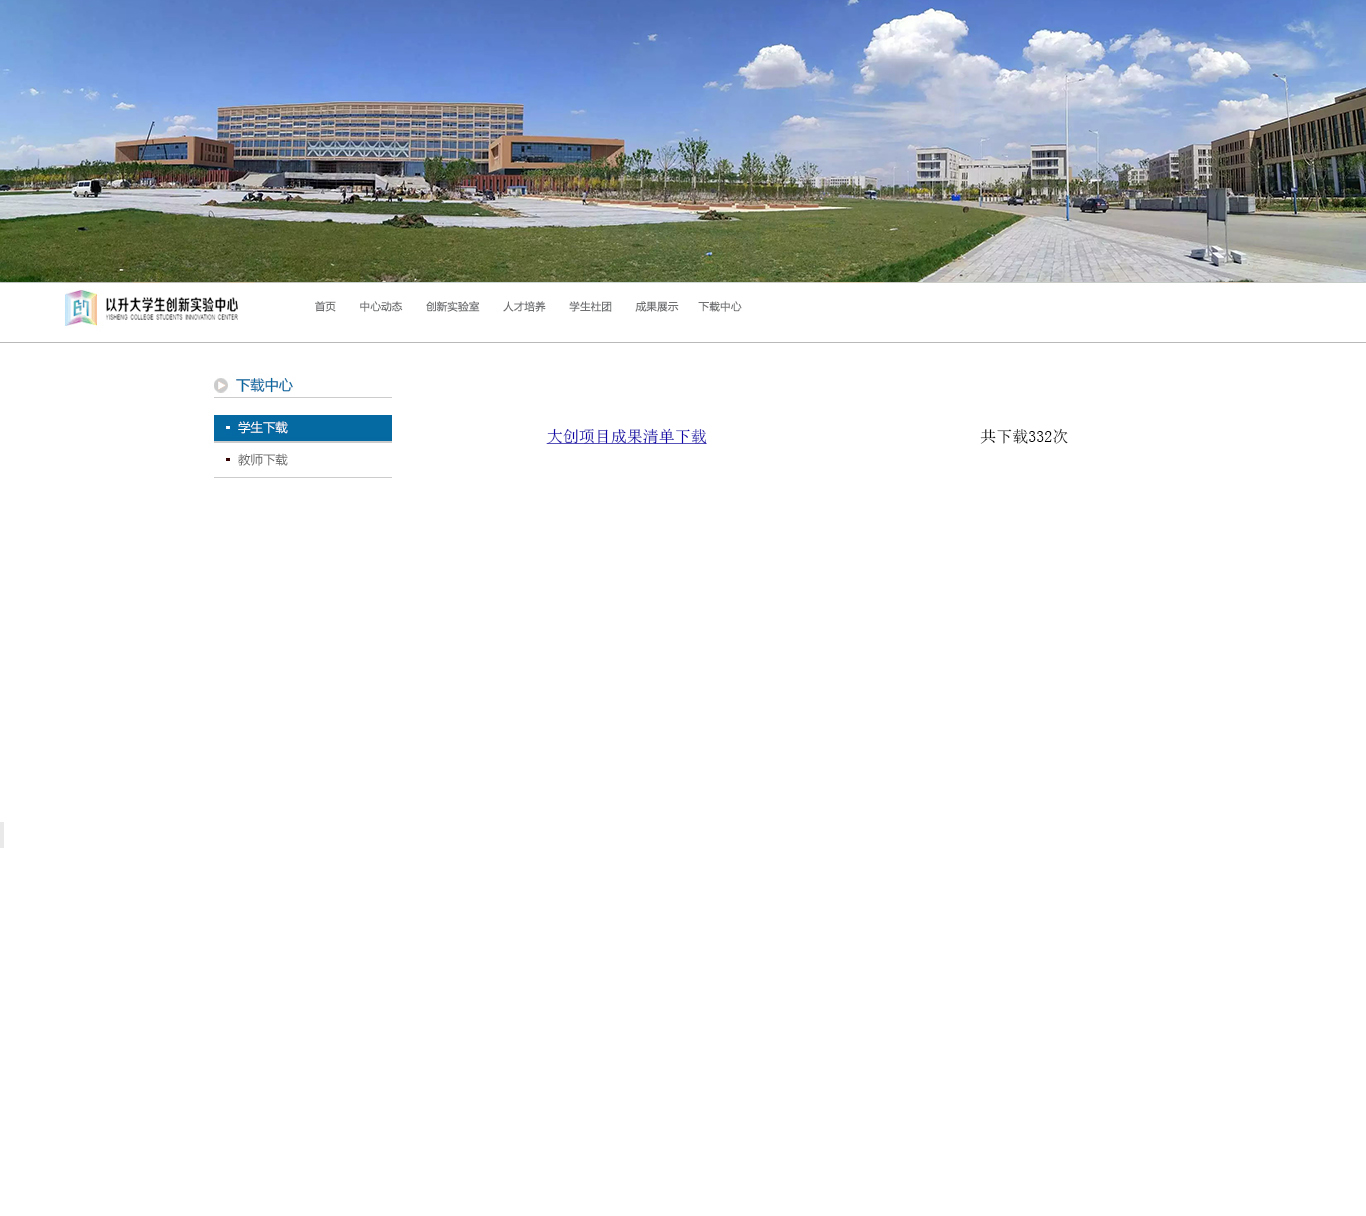 以升大学生创新实验中心
YISHENG COLLEGE STUDENTS INNOVATION CENTER
首页 中心动态 创新实验室 人才培养 学生社团 成果展示 下载中心
下载中心
学生下载
大创项目成果清单下载 共下载332次
教师下载